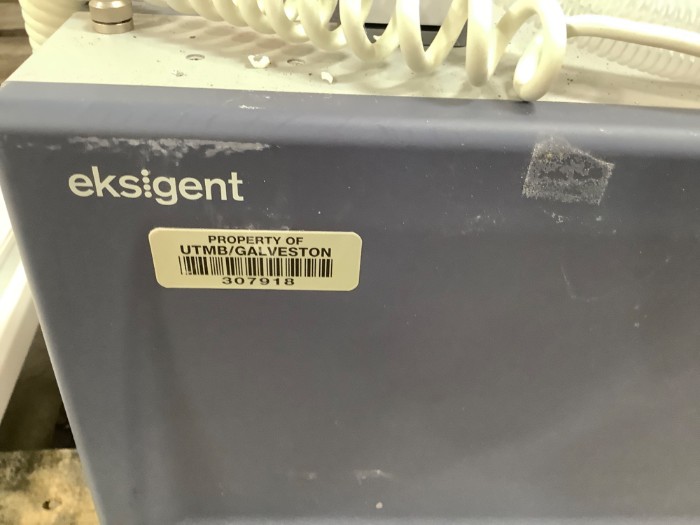 eksigent
PROPERTY OF
UTMB/GALVESTON
307918